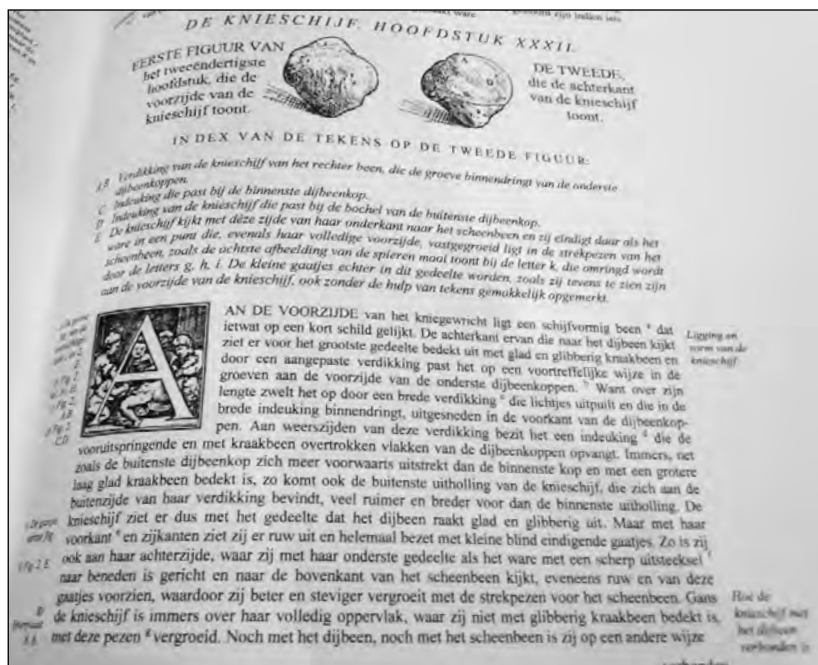 DE KNIESCHIJF. HOOFDSTUK XXXII.
EERSTE FIGUUR VAN
het tweeëndertigste
hoofdstuk, die de
voorzijde van de
knieschijf toont.
DE TWEEDE,
die de achterkant
van de knieschijf
toont.
INDEX VAN DE TEKENS OP DE TWEEDE FIGUUR:
A.B Verdikking van de knieschijf van het rechter been, die de groeve binnendringt van de onderste
dijbeenkoppen.
C Indeuking die past bij de binnenste dijbeenkop.
D Indeuking van de knieschijf die past bij de bochel van de buitenste dijbeenkop.
E De knieschijf kijkt met déze zijde van haar onderkant naar het scheenbeen en zij eindigt daar als het
ware in een punt die, evenals haar volledige voorzijde, vastgegroeid ligt in de strekpezen van het
scheenbeen, zoals de áchtste afbeelding van de spieren mooi toont bij de letter k, die omringd wordt
door de letters g, h, i. De kleine gaatjes echter in dit gedeelte worden, zoals zij tevens te zien zijn
aan de voorzijde van de knieschijf, ook zonder de hulp van tekens gemakkelijk opgemerkt.
AAN DE VOORZIJDE van het kniegewricht ligt een schijfvormig been dat
ietwat op een kort schild gelijkt. De achterkant ervan die naar het dijbeen kijkt
ziet er voor het grootste gedeelte bedekt uit met glad en glibberig kraakbeen en
door een aangepaste verdikking past het op een voortreffelijke wijze in de
groeven aan de voorzijde van de onderste dijbeenkoppen. Want over zijn
lengte zwelt het op door een brede verdikking die lichtjes uitpuilt en die in de
brede indeuking binnendringt, uitgesneden in de voorkant van de dijbeenkop-
pen. Aan weerszijden van deze verdikking bezit het een indeuking d die de
vooruitspringende en met kraakbeen overtrokken vlakken van de dijbeenkoppen opvangt. Immers, net
zoals de buitenste dijbeenkop zich meer voorwaarts uitstrekt dan de binnenste kop en met een grotere
laag glad kraakbeen bedekt is, zo komt ook de buitenste uitholling van de knieschijf, die zich aan de
buitenzijde van haar verdikking bevindt, veel ruimer en breder voor dan de binnenste uitholling. De
knieschijf ziet er dus met het gedeelte dat het dijbeen raakt glad en glibberig uit. Maar met haar
voorkant e en zijkanten ziet zij er ruw uit en helemaal bezet met kleine blind eindigende gaatjes. Zo is zij
ook aan haar achterzijde, waar zij met haar onderste gedeelte als het ware met een scherp uitsteeksel f
naar beneden is gericht en naar de bovenkant van het scheenbeen kijkt, eveneens ruw en van deze
gaatjes voorzien, waardoor zij beter en steviger vergroeit met de strekpezen voor het scheenbeen. Gans
de knieschijf is immers over haar volledig oppervlak, waar zij niet met glibberig kraakbeen bedekt is,
met deze pezen g vergroeid. Noch met het dijbeen, noch met het scheenbeen is zij op een andere wijze
Ligging en
vorm van de
knieschijf
Hoe de
knieschijf met
het dijbeen
verbonden is